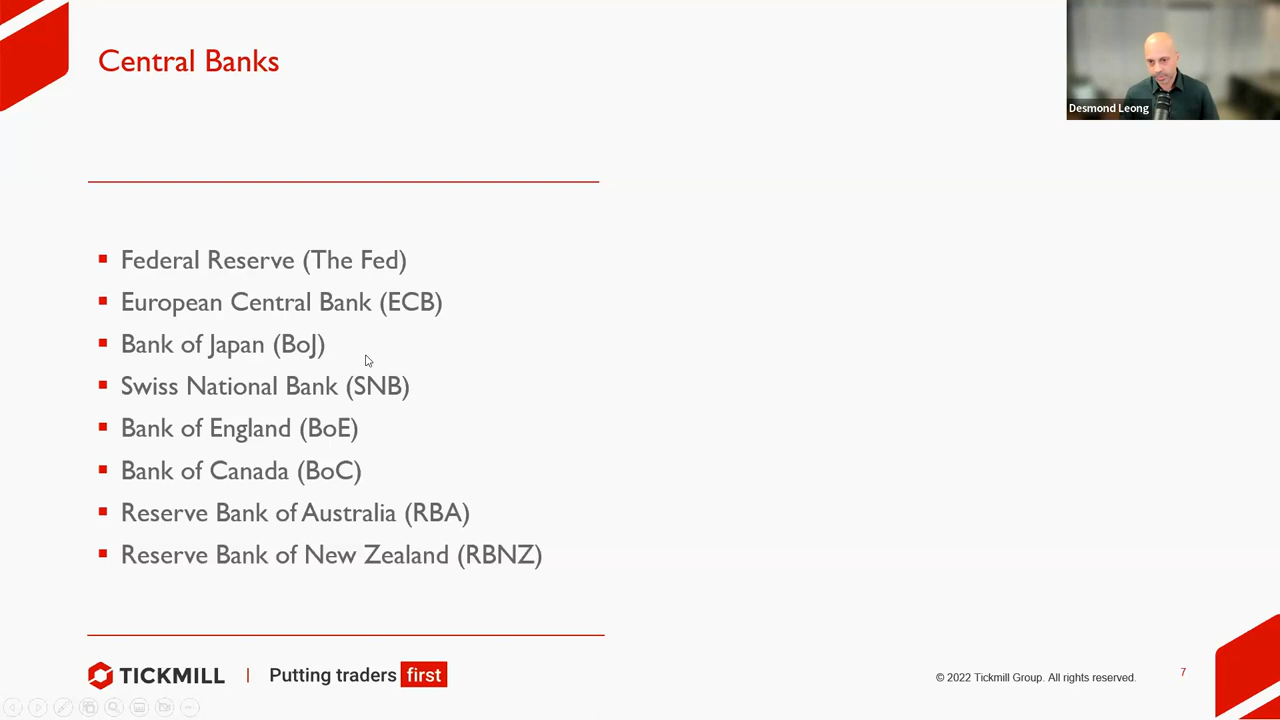 Central Banks
Desmond Leong
Federal Reserve (The Fed)
European Central Bank (ECB)
Bank of Japan (BoJ)
Swiss National Bank (SNB)
Bank of England (BoE)
Bank of Canada (BoC)
Reserve Bank of Australia (RBA)
Reserve Bank of New Zealand (RBNZ)
TICKMILL | Putting traders first
© 2022 Tickmill Group. All rights reserved.
7